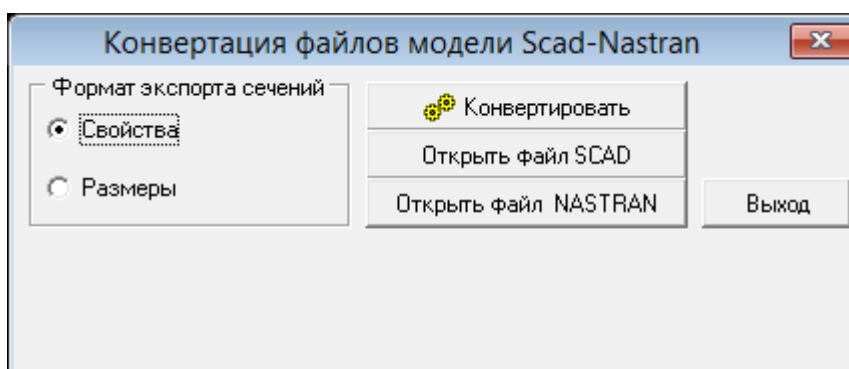 Конвертация файлов модели Scad-Nastran
Формат экспорта сечений
Свойства
Размеры
Конвертировать
Открыть файл SCAD
Открыть файл NASTRAN
Выход